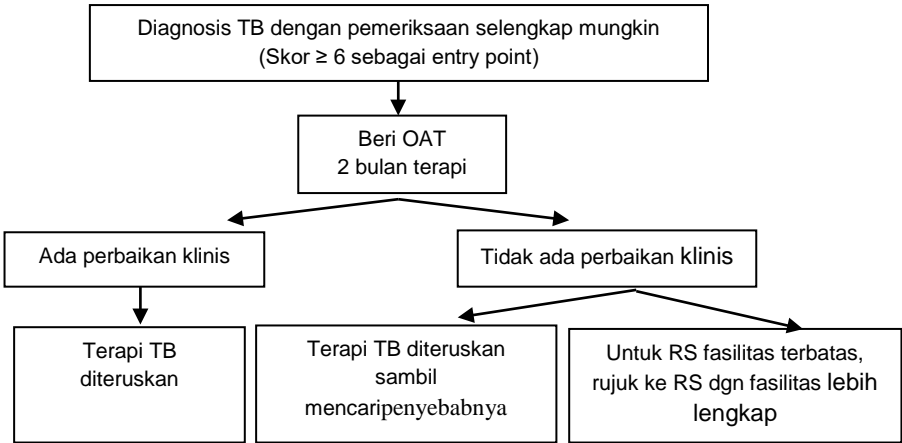 Diagnosis TB dengan pemeriksaan selengkap mungkin
(Skor ≥ 6 sebagai entry point)
Beri OAT
2 bulan terapi
Ada perbaikan klinis
Tidak ada perbaikan klinis
Terapi TB
diteruskan
Terapi TB diteruskan
sambil
mencaripenyebabnya
Untuk RS fasilitas terbatas,
rujuk ke RS dgn fasilitas lebih
lengkap